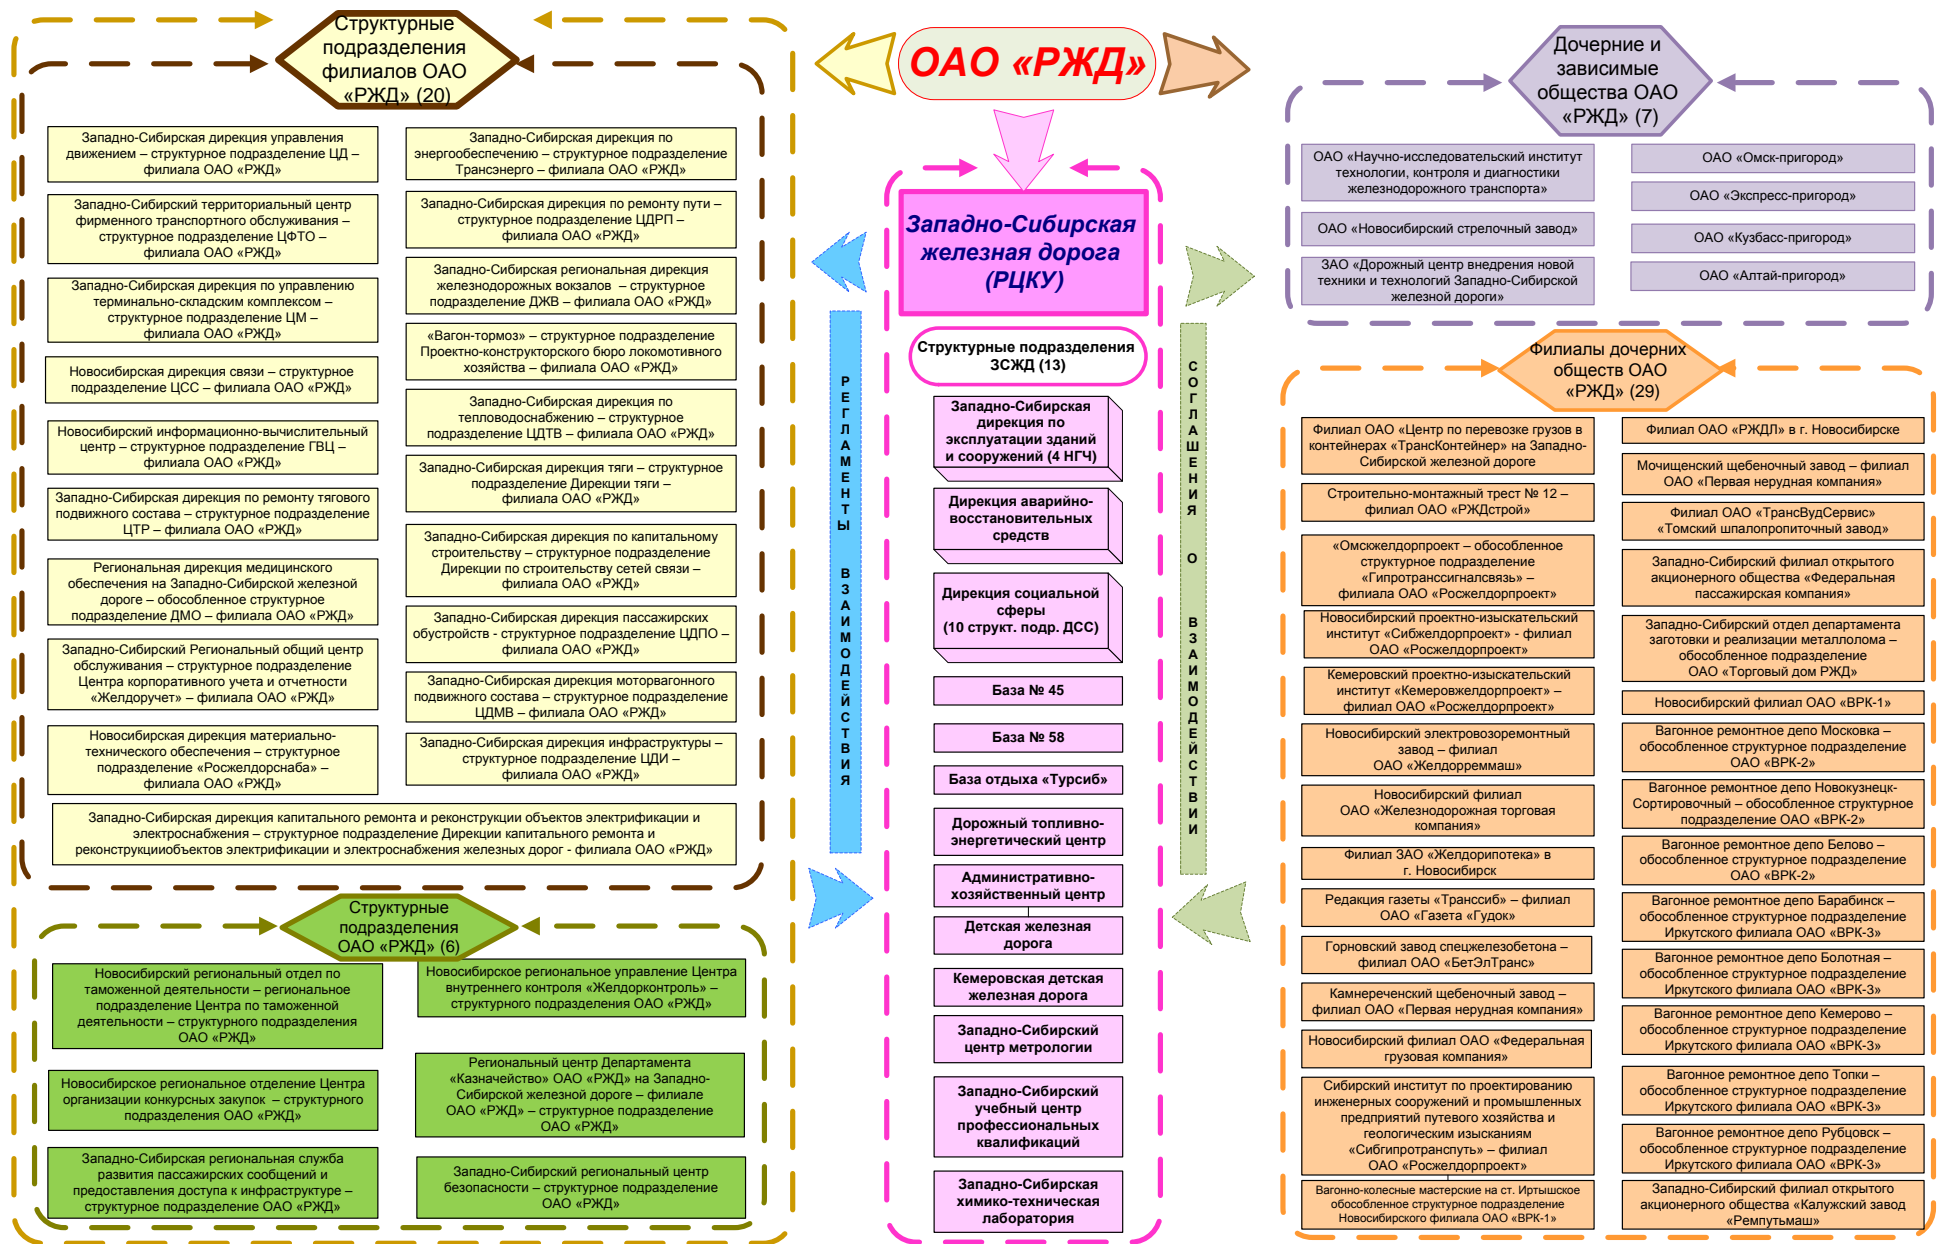 ОАО «РЖД»
Структурные
подразделения
филиалов ОАО
«РЖД» (20)
Западно-Сибирская дирекция управления
движением – структурное подразделение ЦД –
филиала ОАО «РЖД»
Западно-Сибирский территориальный центр
фирменного транспортного обслуживания –
структурное подразделение ЦФТО –
филиала ОАО «РЖД»
Западно-Сибирская дирекция по управлению
терминально-складским комплексом –
структурное подразделение ЦМ –
филиала ОАО «РЖД»
Новосибирская дирекция связи – структурное
подразделение ЦСС – филиала ОАО «РЖД»
Новосибирский информационно-вычислительный
центр – структурное подразделение ГВЦ –
филиала ОАО «РЖД»
Западно-Сибирская дирекция по ремонту тягового
подвижного состава – структурное подразделение
ЦТР – филиала ОАО «РЖД»
Региональная дирекция медицинского
обеспечения на Западно-Сибирской железной
дороге – обособленное структурное
подразделение ДМО – филиала ОАО «РЖД»
Западно-Сибирский Региональный общий центр
обслуживания – структурное подразделение
Центра корпоративного учета и отчетности
«Желдоручет» – филиала ОАО «РЖД»
Новосибирская дирекция материально-
технического обеспечения – структурное
подразделение «Росжелдорснаба» –
филиала ОАО «РЖД»
Западно-Сибирская дирекция по
энергообеспечению – структурное подразделение
Трансэнерго – филиала ОАО «РЖД»
Западно-Сибирская дирекция по ремонту пути –
структурное подразделение ЦДРП –
филиала ОАО «РЖД»
Западно-Сибирская региональная дирекция
железнодорожных вокзалов – структурное
подразделение ДЖВ – филиала ОАО «РЖД»
«Вагон-тормоз» – структурное подразделение
Проектно-конструкторского бюро локомотивного
хозяйства – филиала ОАО «РЖД»
Западно-Сибирская дирекция по
тепловодоснабжению – структурное
подразделение ЦДТВ – филиала ОАО «РЖД»
Западно-Сибирская дирекция тяги – структурное
подразделение Дирекции тяги –
филиала ОАО «РЖД»
Западно-Сибирская дирекция по капитальному
строительству – структурное подразделение
Дирекции по строительству сетей связи –
филиала ОАО «РЖД»
Западно-Сибирская дирекция пассажирских
обустройств - структурное подразделение ЦДПО –
филиала ОАО «РЖД»
Западно-Сибирская дирекция моторвагонного
подвижного состава – структурное подразделение
ЦДМВ – филиала ОАО «РЖД»
Западно-Сибирская дирекция инфраструктуры –
структурное подразделение ЦДИ –
филиала ОАО «РЖД»
Западно-Сибирская дирекция капитального ремонта и реконструкции объектов электрификации и
электроснабжения – структурное подразделение Дирекции капитального ремонта и
реконструкцииобъектов электрификации и электроснабжения железных дорог - филиала ОАО «РЖД»
Структурные
подразделения
ОАО «РЖД» (6)
Новосибирский региональный отдел по
таможенной деятельности – региональное
подразделение Центра по таможенной
деятельности – структурного подразделения
ОАО «РЖД»
Новосибирское региональное отделение Центра
организации конкурсных закупок – структурного
подразделения ОАО «РЖД»
Западно-Сибирская региональная служба
развития пассажирских сообщений и
предоставления доступа к инфраструктуре –
структурное подразделение ОАО «РЖД»
Новосибирское региональное управление Центра
внутреннего контроля «Желдорконтроль»
– структурного подразделения ОАО «РЖД»
Региональный центр Департамента
«Казначейство» ОАО «РЖД» на Западно-
Сибирской железной дороге – филиале
ОАО «РЖД» – структурное подразделение
ОАО «РЖД»
Западно-Сибирский региональный центр
безопасности – структурное подразделение
ОАО «РЖД»
РЕГЛАМЕНТЫ ВЗАИМОДЕЙСТВИЯ
Западно-Сибирская
железная дорога
(РЦКУ)
Структурные подразделения
ЗСЖД (13)
Западно-Сибирская
дирекция по
эксплуатации зданий
и сооружений (4 НГЧ)
Дирекция аварийно-
восстановительных
средств
Дирекция социальной
сферы
(10 структ. подр. ДСС)
База № 45
База № 58
База отдыха «Турсиб»
Дорожный топливно-
энергетический центр
Административно-
хозяйственный центр
Детская железная
дорога
Кемеровская детская
железная дорога
Западно-Сибирский
центр метрологии
Западно-Сибирский
учебный центр
профессиональных
квалификаций
Западно-Сибирская
химико-техническая
лаборатория
СОГЛАШЕНИЯ О ВЗАИМОДЕЙСТВИИ
Дочерние и
зависимые
общества ОАО
«РЖД» (7)
ОАО «Научно-исследовательский институт
технологии, контроля и диагностики
железнодорожного транспорта»
ОАО «Новосибирский стрелочный завод»
ЗАО «Дорожный центр внедрения новой
техники и технологий Западно-Сибирской
железной дороги»
ОАО «Омск-пригород»
ОАО «Экспресс-пригород»
ОАО «Кузбасс-пригород»
ОАО «Алтай-пригород»
Филиалы дочерних
обществ ОАО
«РЖД» (29)
Филиал ОАО «Центр по перевозке грузов в
контейнерах «ТрансКонтейнер» на Западно-
Сибирской железной дороге
Строительно-монтажный трест № 12 –
филиал ОАО «РЖДстрой»
«Омскжелдорпроект – обособленное
структурное подразделение
«Гипротранссигналсвязь» –
филиала ОАО «Росжелдорпроект»
Новосибирский проектно-изыскательский
институт «Сибжелдорпроект» - филиал
ОАО «Росжелдорпроект»
Кемеровский проектно-изыскательский
институт «Кемеровжелдорпроект» –
филиал ОАО «Росжелдорпроект»
Новосибирский электровозоремонтный
завод – филиал
ОАО «Желдорреммаш»
Новосибирский филиал
ОАО «Железнодорожная торговая
компания»
Филиал ЗАО «Желдорипотека» в
г. Новосибирск
Редакция газеты «Транссиб» – филиал
ОАО «Газета «Гудок»
Горновский завод спецжелезобетона –
филиал ОАО «БетЭлТранс»
Камнереченский щебеночный завод –
филиал ОАО «Первая нерудная компания»
Новосибирский филиал ОАО «Федеральная
грузовая компания»
Сибирский институт по проектированию
инженерных сооружений и промышленных
предприятий путевого хозяйства и
геологическим изысканиям
«Сибгипротранспуть» – филиал
ОАО «Росжелдорпроект»
Вагонно-колесные мастерские на ст. Иртышское
обособленное структурное подразделение
Новосибирского филиала ОАО «ВРК-1»
Филиал ОАО «РЖДЛ» в г. Новосибирске
Мочищенский щебеночный завод – филиал
ОАО «Первая нерудная компания»
Филиал ОАО «ТрансВудСервис»
«Томский шпалопропиточный завод»
Западно-Сибирский филиал открытого
акционерного общества «Федеральная
пассажирская компания»
Западно-Сибирский отдел департамента
заготовки и реализации металлолома –
обособленное подразделение
ОАО «Торговый дом РЖД»
Новосибирский филиал ОАО «ВРК-1»
Вагонное ремонтное депо Московка –
обособленное структурное подразделение
ОАО «ВРК-2»
Вагонное ремонтное депо Новокузнецк-
Сортировочный – обособленное структурное
подразделение ОАО «ВРК-2»
Вагонное ремонтное депо Белово –
обособленное структурное подразделение
ОАО «ВРК-2»
Вагонное ремонтное депо Барабинск –
обособленное структурное подразделение
Иркутского филиала ОАО «ВРК-3»
Вагонное ремонтное депо Болотная –
обособленное структурное подразделение
Иркутского филиала ОАО «ВРК-3»
Вагонное ремонтное депо Кемерово –
обособленное структурное подразделение
Иркутского филиала ОАО «ВРК-3»
Вагонное ремонтное депо Топки –
обособленное структурное подразделение
Иркутского филиала ОАО «ВРК-3»
Вагонное ремонтное депо Рубцовск –
обособленное структурное подразделение
Иркутского филиала ОАО «ВРК-3»
Западно-Сибирский филиал открытого
акционерного общества «Калужский завод
«Ремпутьмаш»